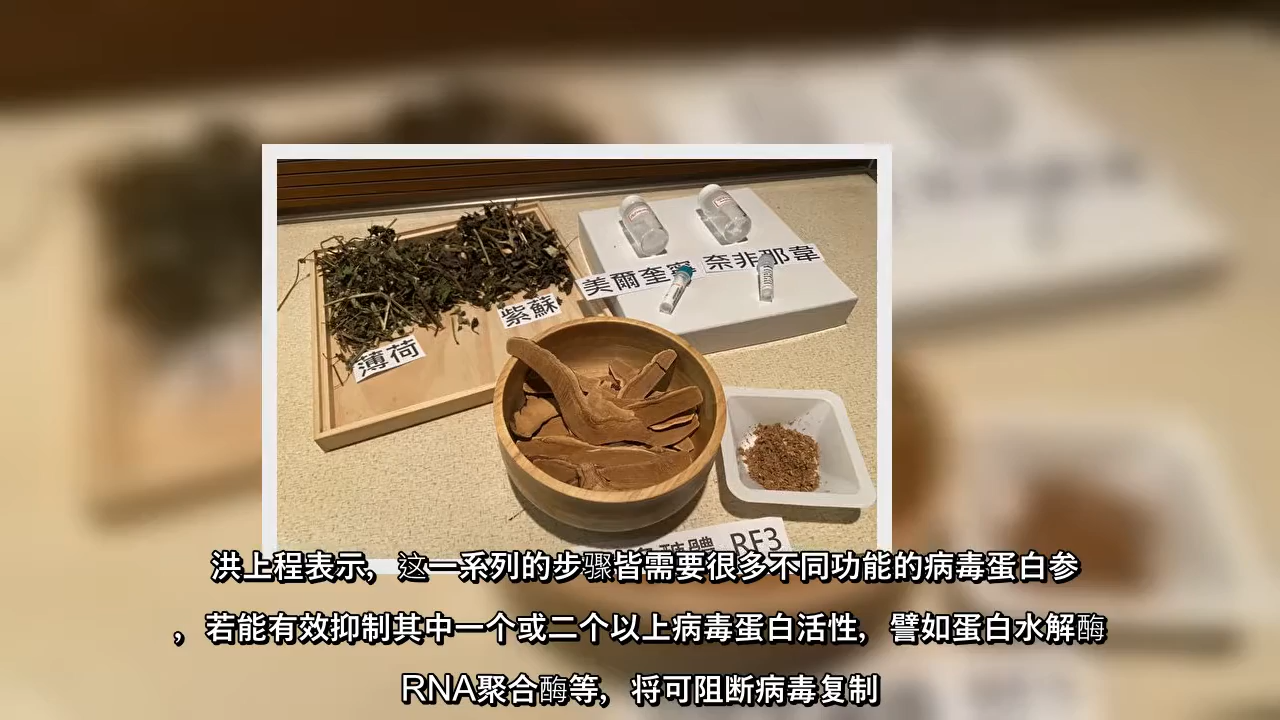 美爾奎寧
奈非那韋
紫蘇
薄荷
RF3
洪上程表示，这一系列的步骤皆需要很多不同功能的病毒蛋白参
，若能有效抑制其中一个或二个以上病毒蛋白活性，譬如蛋白水解酶
RNA聚合酶等，将可阻断病毒复制